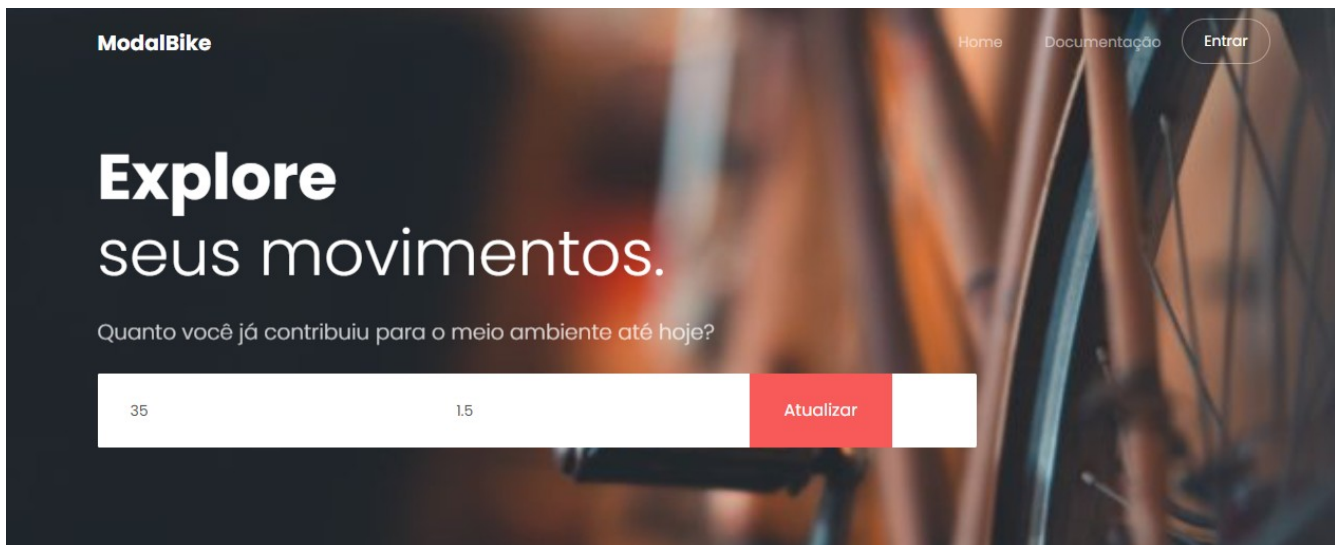 ModalBike
Home Documentação Entrar
Explore
seus movimentos.
Quanto você já contribuiu para o meio ambiente até hoje?
35 1.5 Atualizar